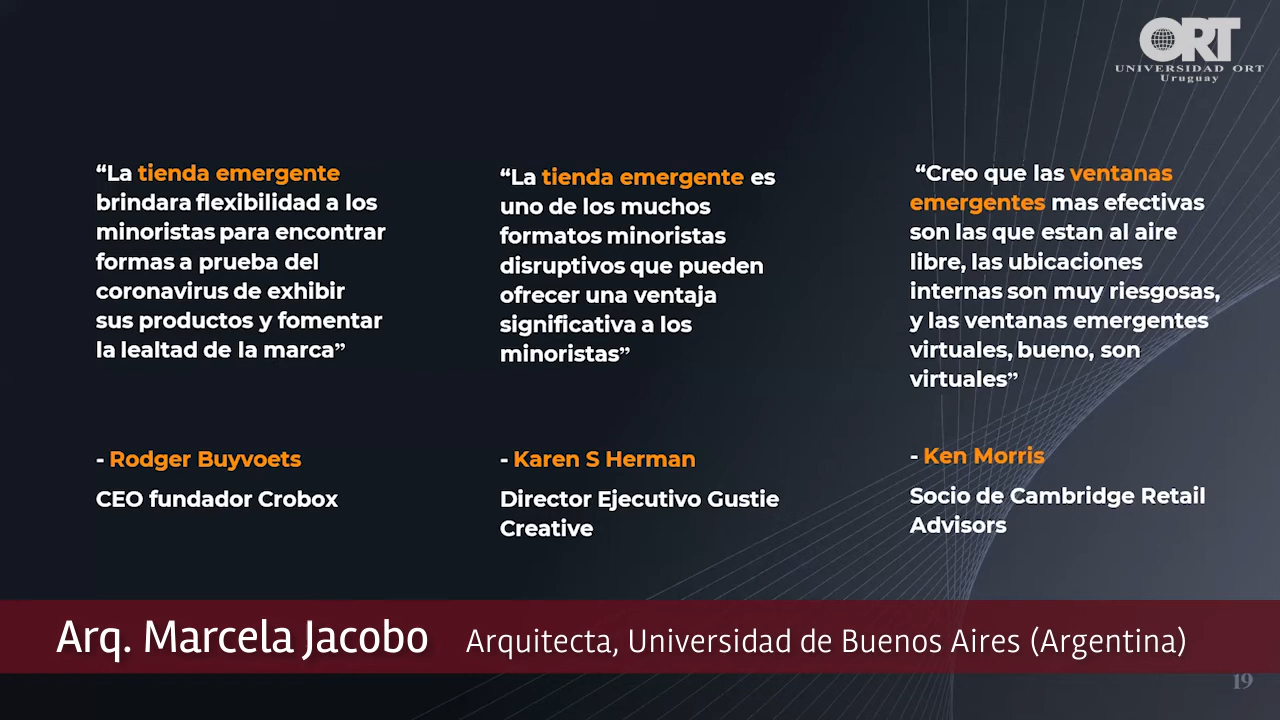 ORT
UNIVERSIDAD ORT
Uruguay
“La tienda emergente
brindara flexibilidad a los
minoristas para encontrar
formas a prueba del
coronavirus de exhibir
sus productos y fomentar
la lealtad de la marca”
- Rodger Buyvoets
CEO fundador Crobox
“La tienda emergente es
uno de los muchos
formatos minoristas
disruptivos que pueden
ofrecer una ventaja
significativa a los
minoristas”
- Karen S Herman
Director Ejecutivo Gustie
Creative
“Creo que las ventanas
emergentes mas efectivas
son las que estan al aire
libre, las ubicaciones
internas son muy riesgosas,
y las ventanas emergentes
virtuales, bueno, son
virtuales”
- Ken Morris
Socio de Cambridge Retail
Advisors
Arq. Marcela Jacobo Arquitecta, Universidad de Buenos Aires (Argentina)
19